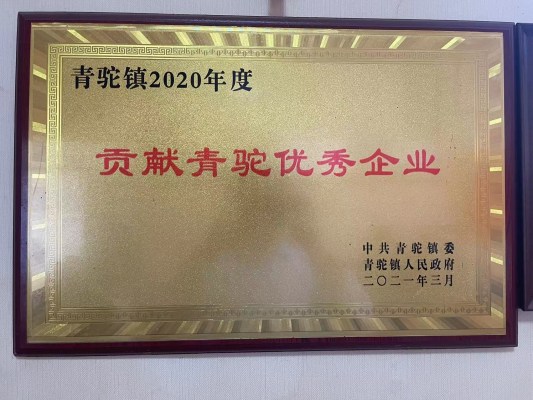 青驼镇2020年度
贡献青驼优秀企业
中共青驼镇委
青驼镇人民政府
二〇二一年三月